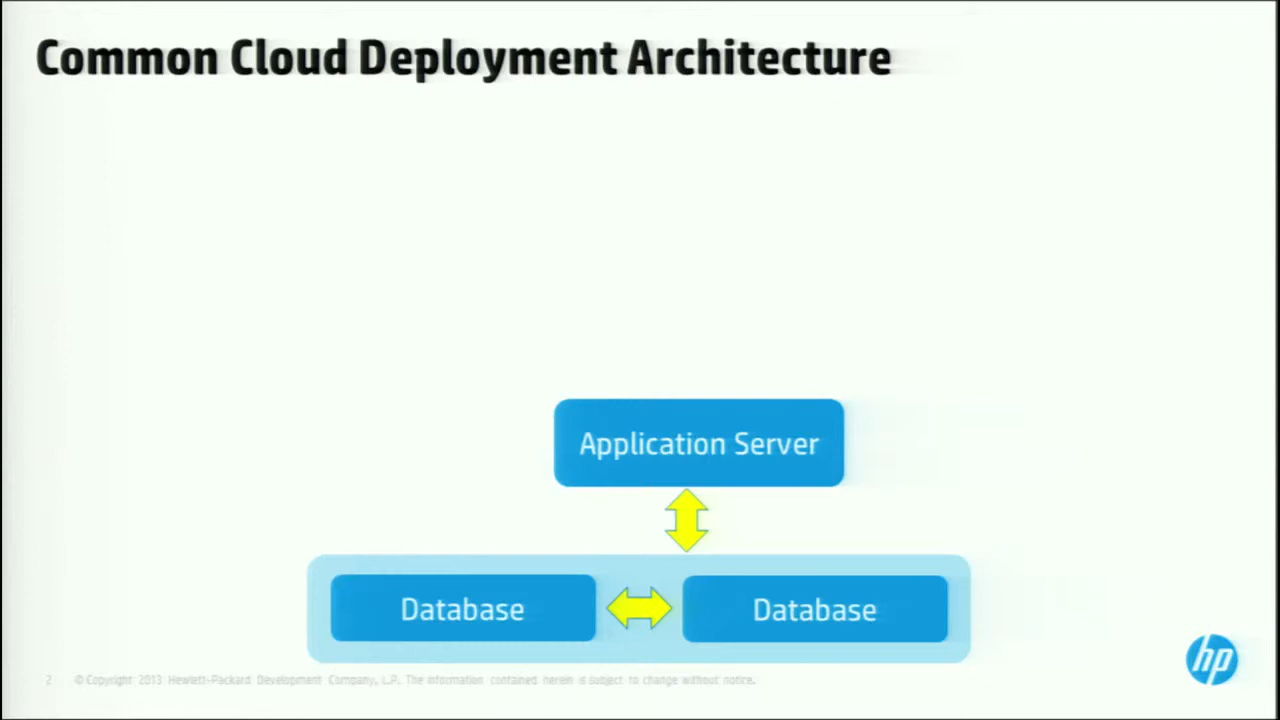 Common Cloud Deployment Architecture
Application Server
Database
Database
2 © Copyright 2013 Hewlett-Packard Development Company, L.P. The information contained herein is subject to change without notice.
hp